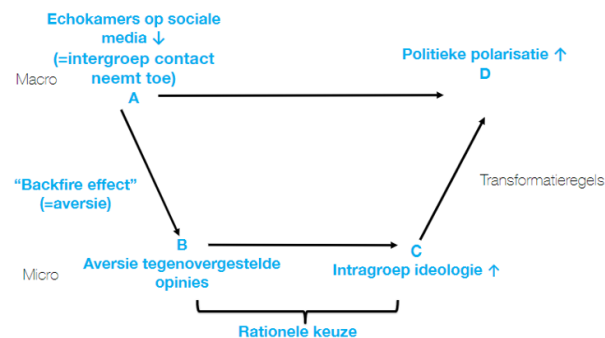 Echokamers op sociale
media ↓
(=intergroep contact
neemt toe)
Politieke polarisatie ↑
Macro
A
D
"Backfire effect"
(=aversie)
Transformatieregels
B
C
Micro
Aversie tegenovergestelde
opinies
Intragroep ideologie ↑
Rationele keuze